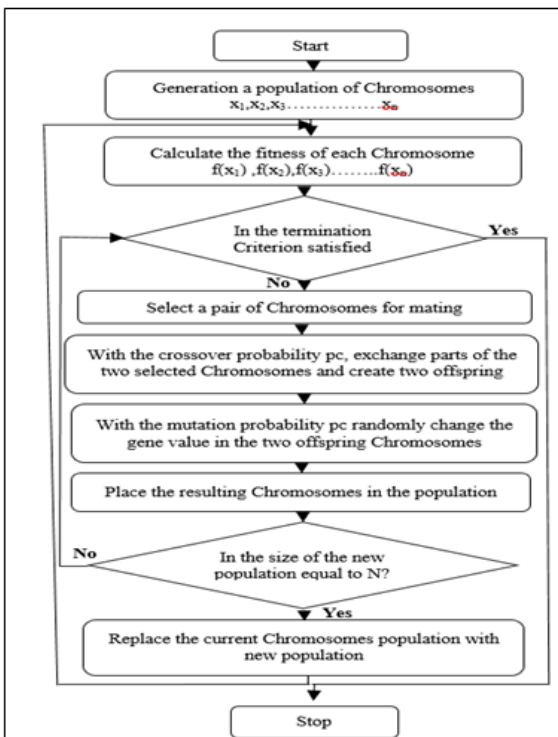 Start
Generation a population of Chromosomes
x₁,x₂,x₃……………xₙ
Calculate the fitness of each Chromosome
f(x₁) ,f(x₂),f(x₃)……..f(xₙ)
In the termination
Criterion satisfied
Yes
No
Select a pair of Chromosomes for mating
With the crossover probability pc, exchange parts of the
two selected Chromosomes and create two offspring
With the mutation probability pc randomly change the
gene value in the two offspring Chromosomes
Place the resulting Chromosomes in the population
No
In the size of the new
population equal to N?
Yes
Replace the current Chromosomes population with
new population
Stop